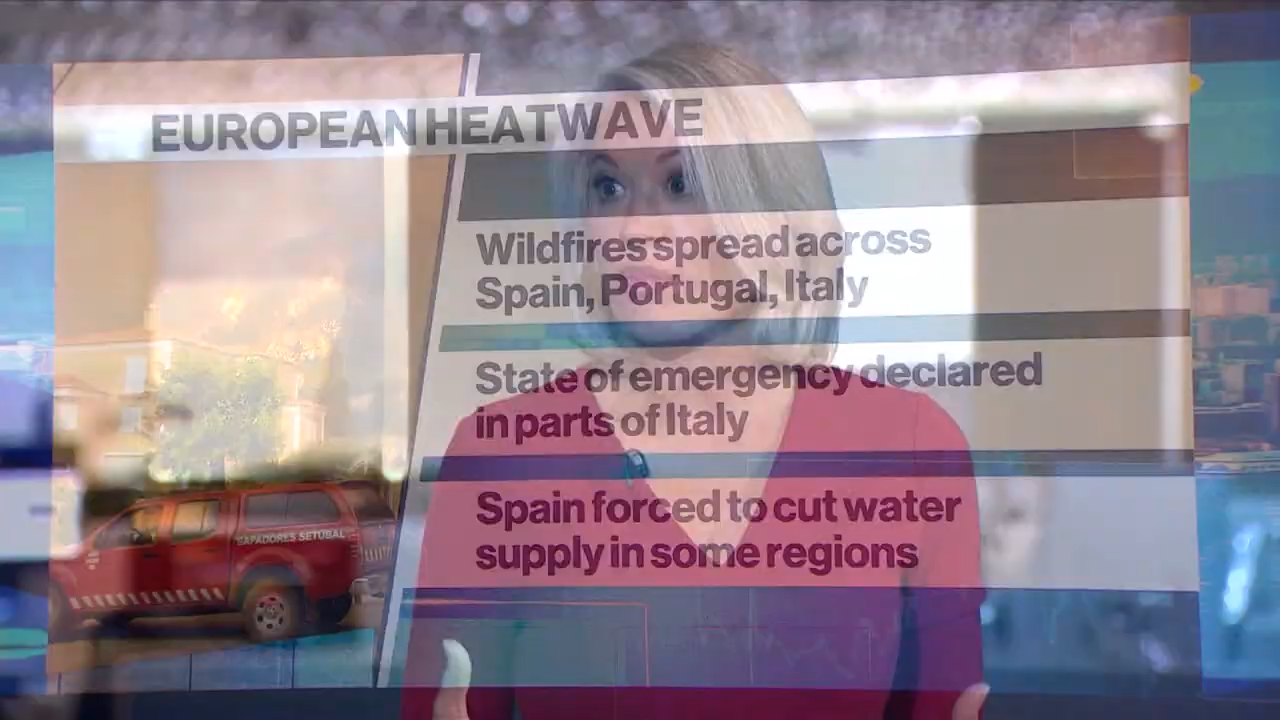 EUROPEAN HEATWAVE
Wildfires spread across
Spain, Portugal, Italy
State of emergency declared
in parts of Italy
Spain forced to cut water
supply in some regions
SAPADORES SETUBAL